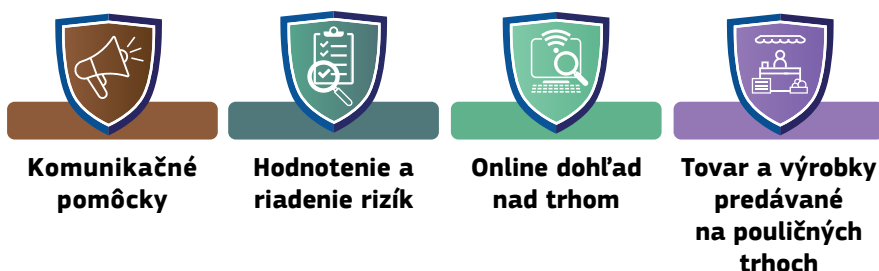 Komunikačné
pomôcky
Hodnotenie a
riadenie rizík
Online dohľad
nad trhom
Tovar a výrobky
predávané
na pouličných
trhoch